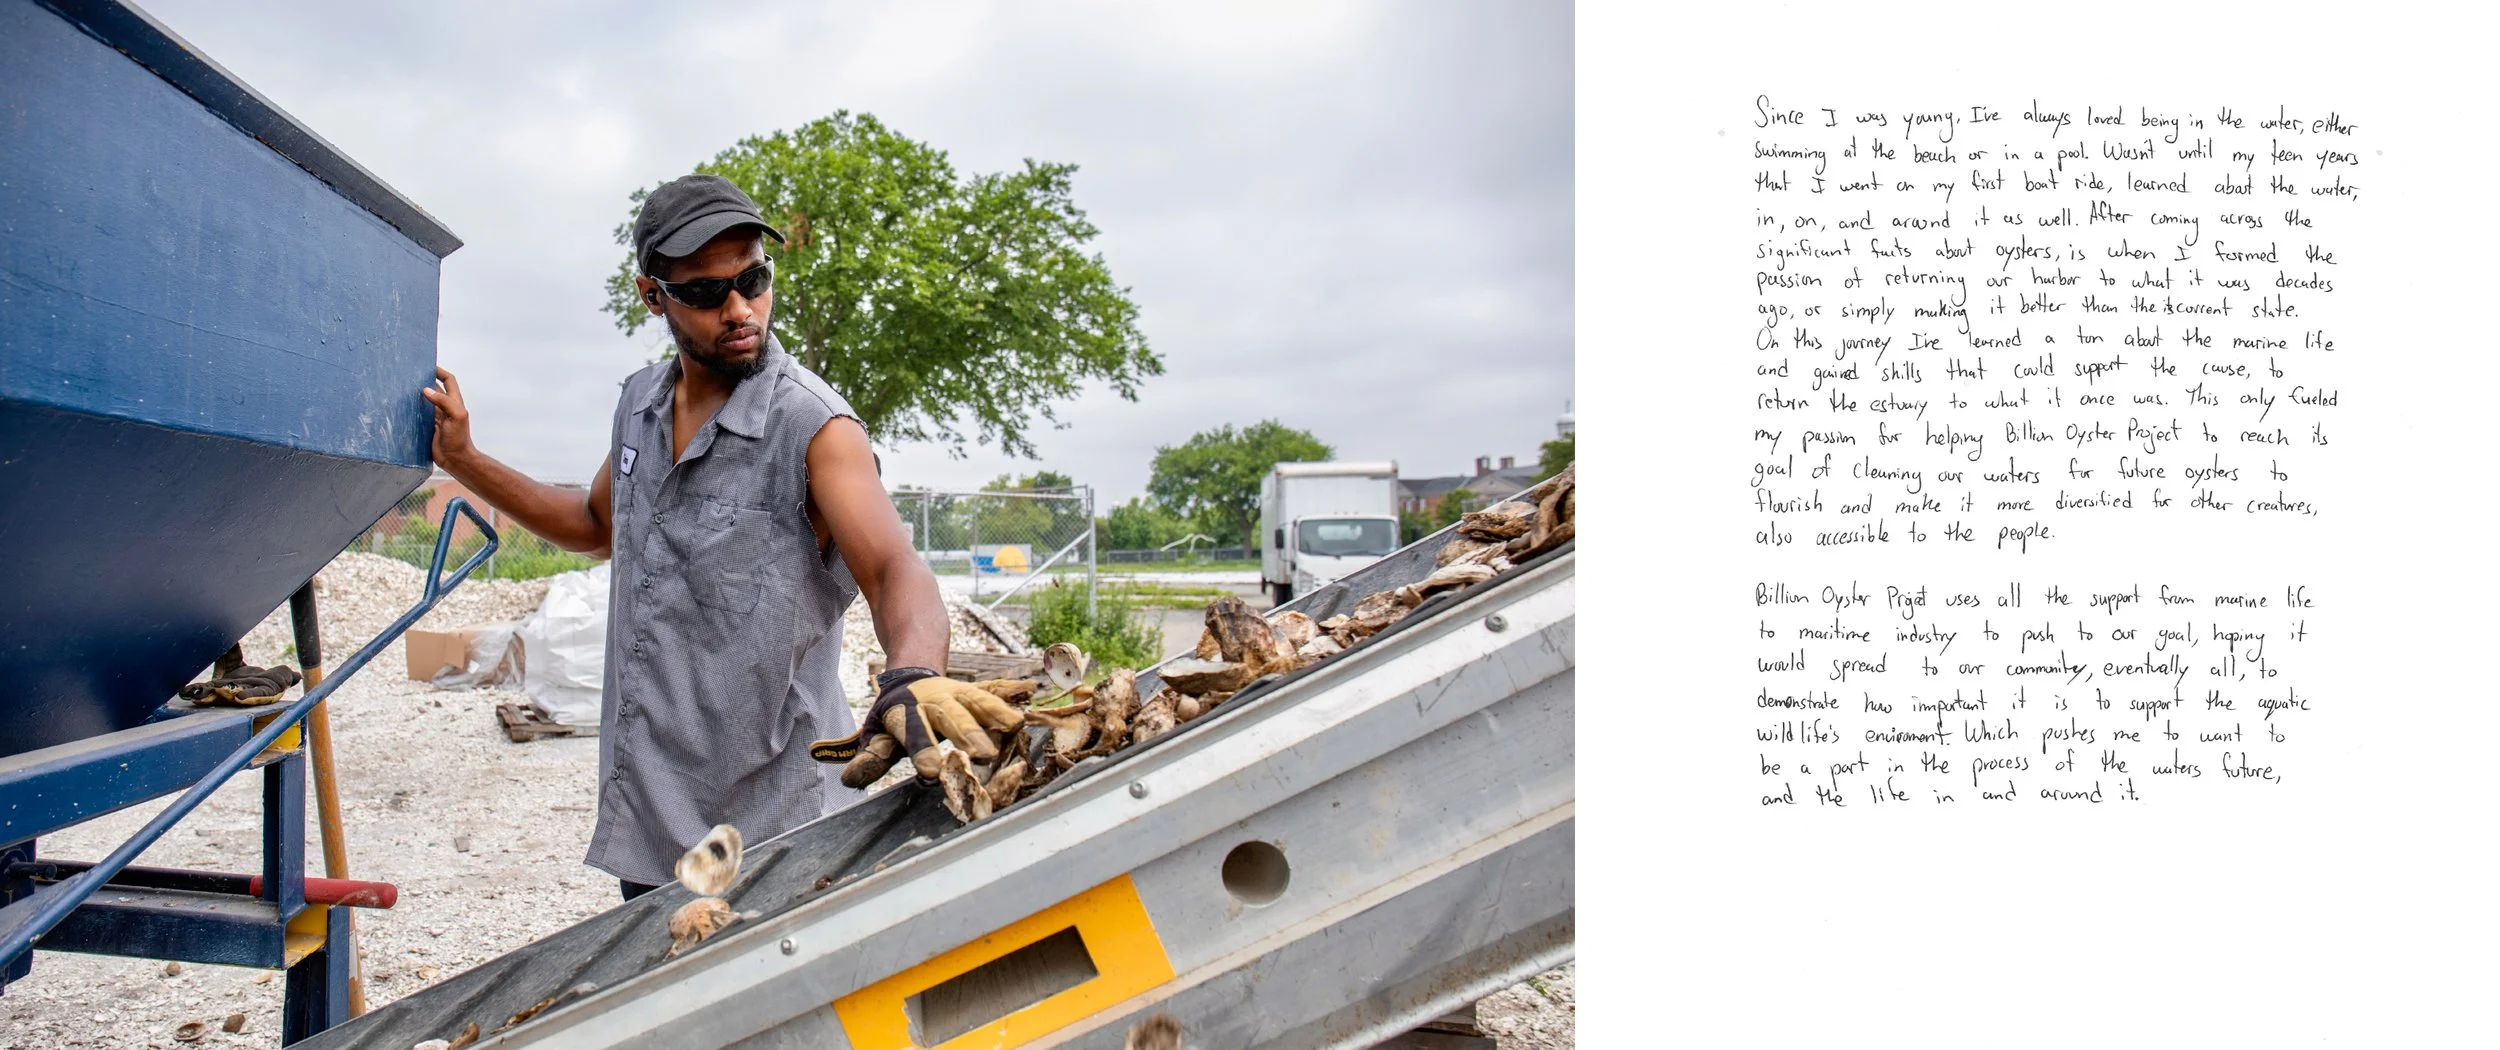 FIRM GRIP
Since I was young, I've always loved being in the water, either
swimming at the beach or in a pool. Wasn't until my teen years
that I went on my first boat ride, learned about the water,
in, on, and around it as well. After coming across the
significant facts about oysters, is when I formed the
passion of returning our harbor to what it was decades
ago, or simply making it better than the current state.
On this journey I've learned a ton about the marine life
and gained skills that could support the cause, to
return the estuary to what it once was. This only fueled
my passion for helping Billion Oyster Project to reach its
goal of cleaning our waters for future oysters to
flourish and make it more diversified for other creatures,
also accessible to the people.
Billion Oyster Project uses all the support from marine life
to maritime industry to push to our goal, hoping it
would spread to our community, eventually all, to
demonstrate how important it is to support the aquatic
wildlife's enviroment. Which pushes me to want to
be a part in the process of the waters future,
and the life in and around it.